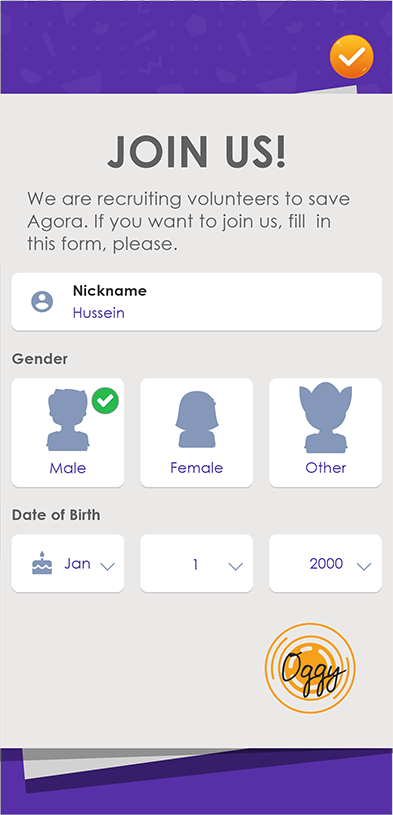 JOIN US!
We are recruiting volunteers to save
Agora. If you want to join us, fill  in
this form, please.
Nickname
Hussein
Gender
Male
Female
Other
Date of Birth
Jan
1
2000
Oggy